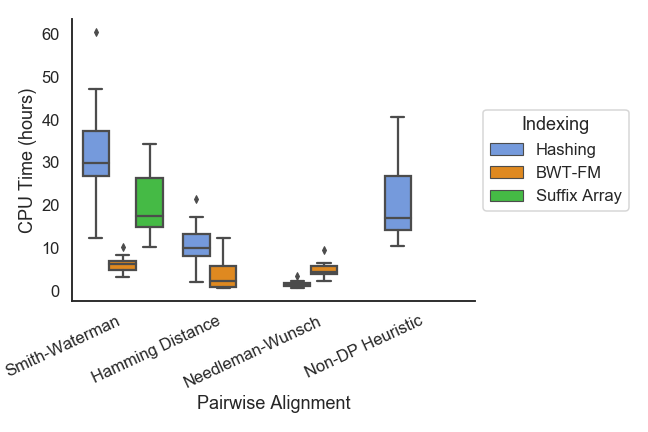 60
50
40
30
20
10
0
CPU Time (hours)
Smith-Waterman
Hamming Distance
Needleman-Wunsch
Non-DP Heuristic
Pairwise Alignment
Indexing
Hashing
BWT-FM
Suffix Array